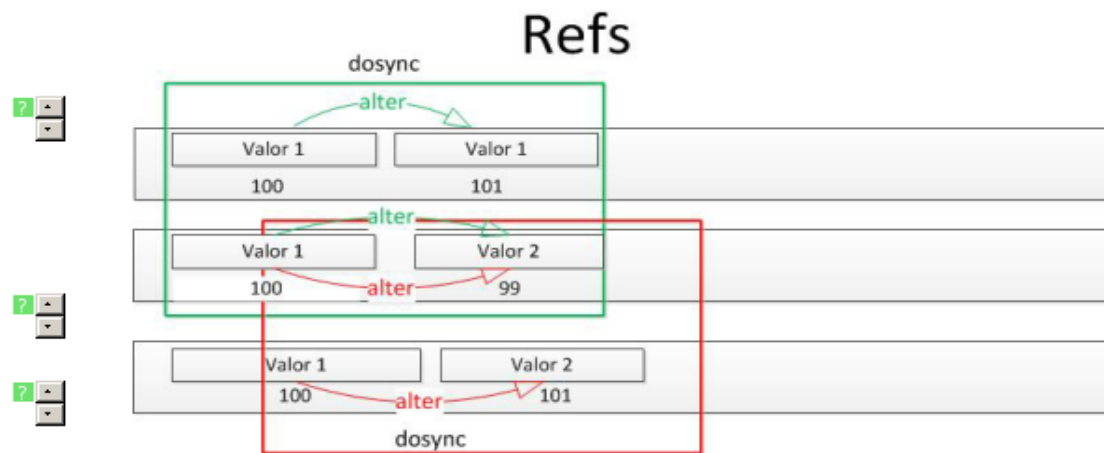 Refs
dosync
?
alter
Valor 1 Valor 1
100 101
alter
Valor 1 Valor 2
?
100 alter 99
Valor 1 Valor 2
?
100 alter 101
dosync